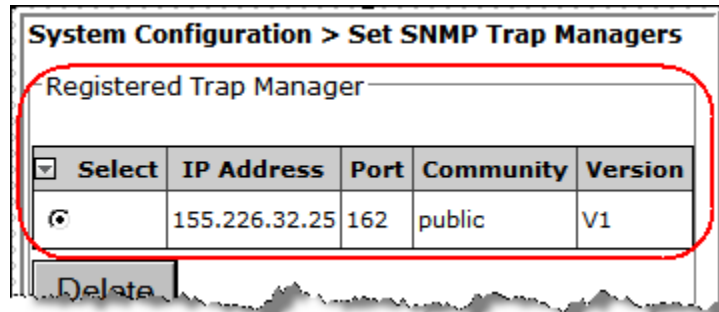 System Configuration > Set SNMP Trap Managers
Registered Trap Manager
Select IP Address Port Community Version
155.226.32.25 162 public V1
Delete